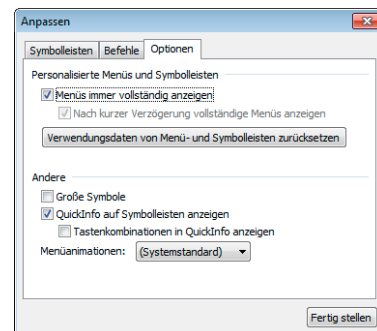 Anpassen
Symbolleisten Befehle Optionen
Personalisierte Menüs und Symbolleisten
Menüs immer vollständig anzeigen
Nach kurzer Verzögerung vollständige Menüs anzeigen
Verwendungsdaten von Menü- und Symbolleisten zurücksetzen
Andere
Große Symbole
QuickInfo auf Symbolleisten anzeigen
Tastenkombinationen in QuickInfo anzeigen
Menüanimationen: (Systemstandard)
Fertig stellen